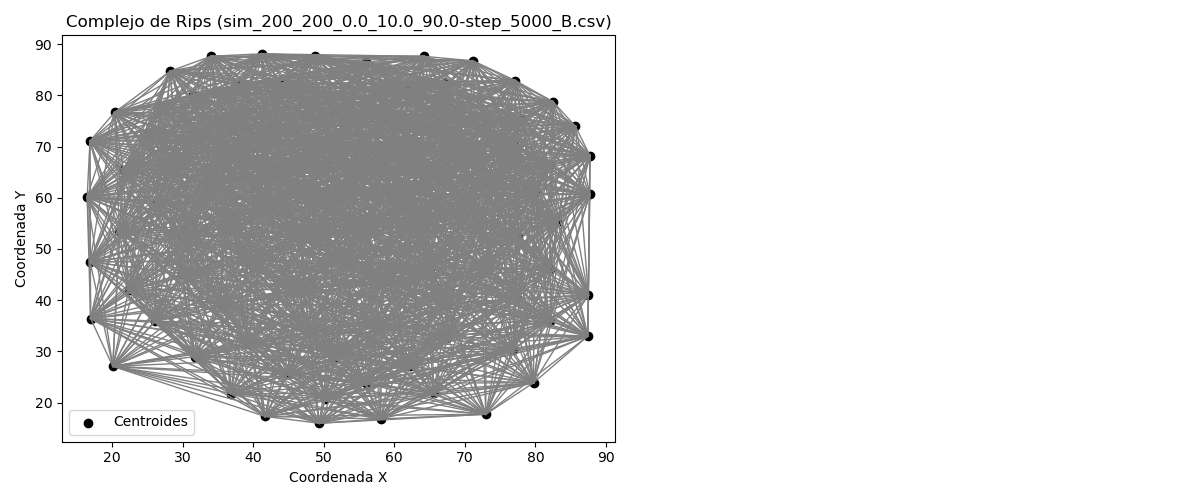 Complejo de Rips (sim_200_200_0.0_10.0_90.0-step_5000_B.csv)
90
80
70
60
50
40
30
20
Coordenada Y
Centroides
20 30 40 50 60 70 80 90
Coordenada X